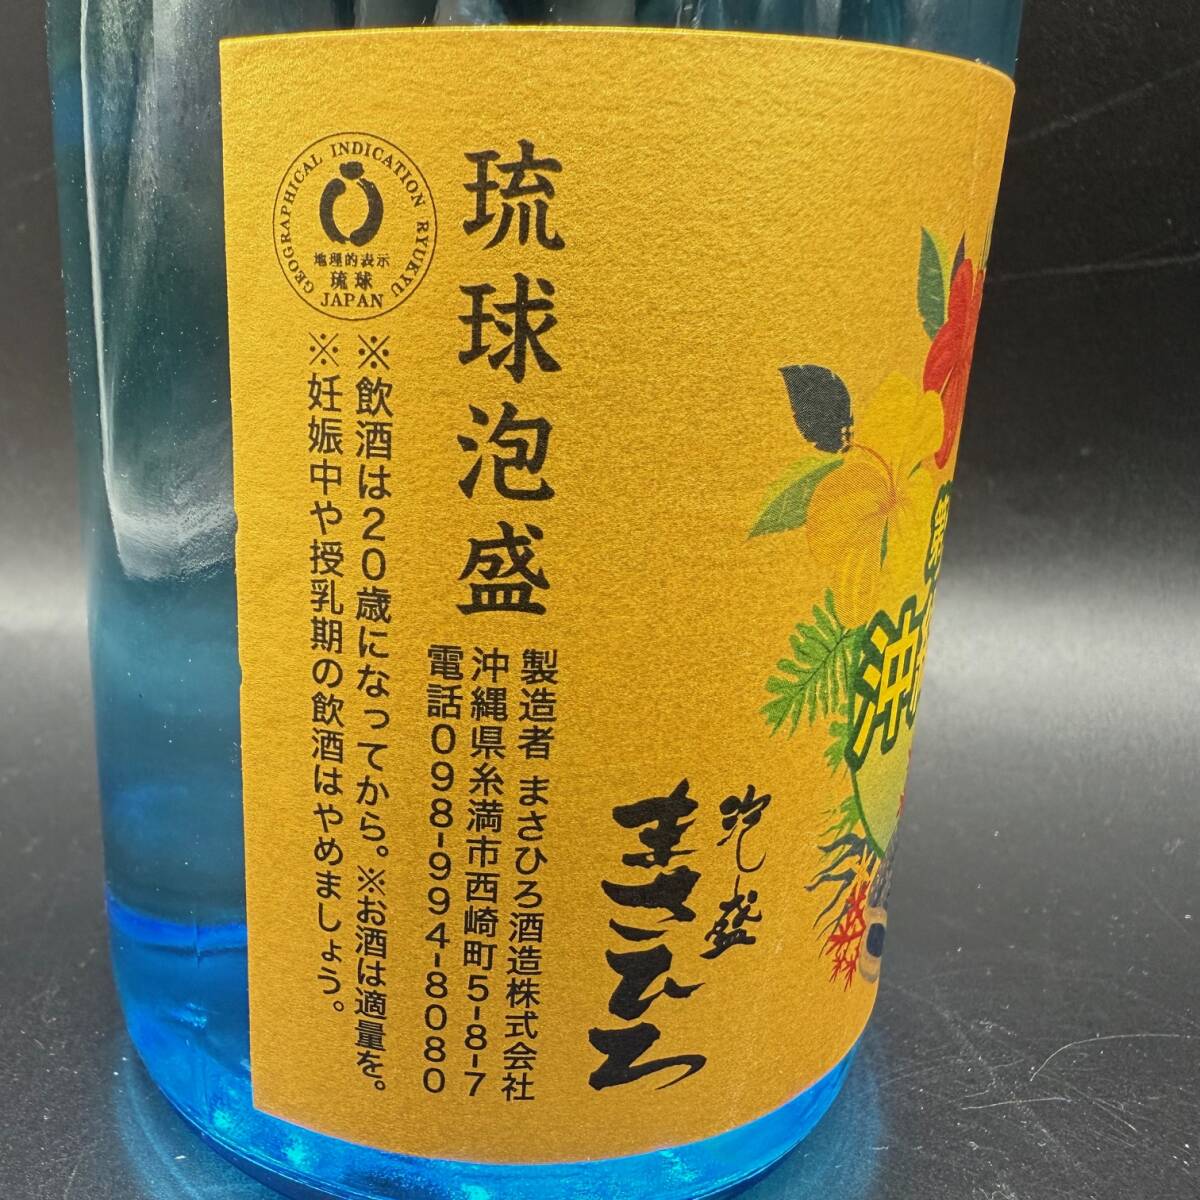 GEOGRAPHICAL INDICATION RYUKYU
地理的表示
琉球
JAPAN
琉球泡盛
製造者 まさひろ酒造株式会社
沖縄県糸満市西崎町5-8-7
電話098-994-8080
※飲酒は20歳になってから。※お酒は適量を。
※妊娠中や授乳期の飲酒はやめましょう。
泡盛
まさひろ
沖